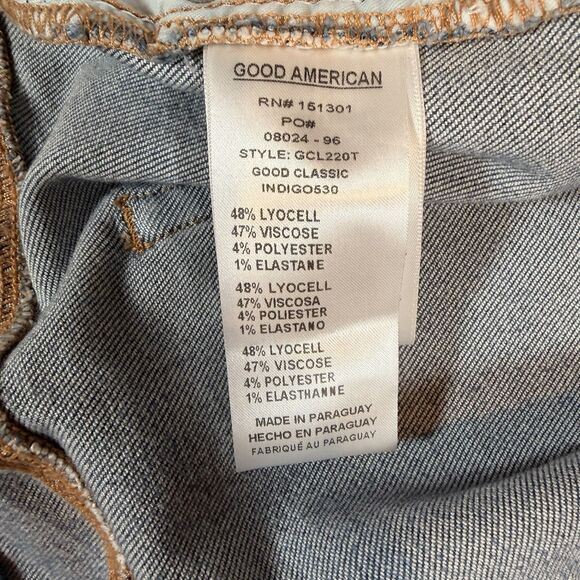 GOOD AMERICAN
RN# 151301
PO#
08024 - 96
STYLE: GCL220T
GOOD CLASSIC
INDIGO530
48% LYOCELL
47% VISCOSE
4% POLYESTER
1% ELASTANE
48% LYOCELL
47% VISCOSA
4% POLIESTER
1% ELASTANO
48% LYOCELL
47% VISCOSE
4% POLYESTER
1% ELASTHANNE
MADE IN PARAGUAY
HECHO EN PARAGUAY
FABRIQUÉ AU PARAGUAY